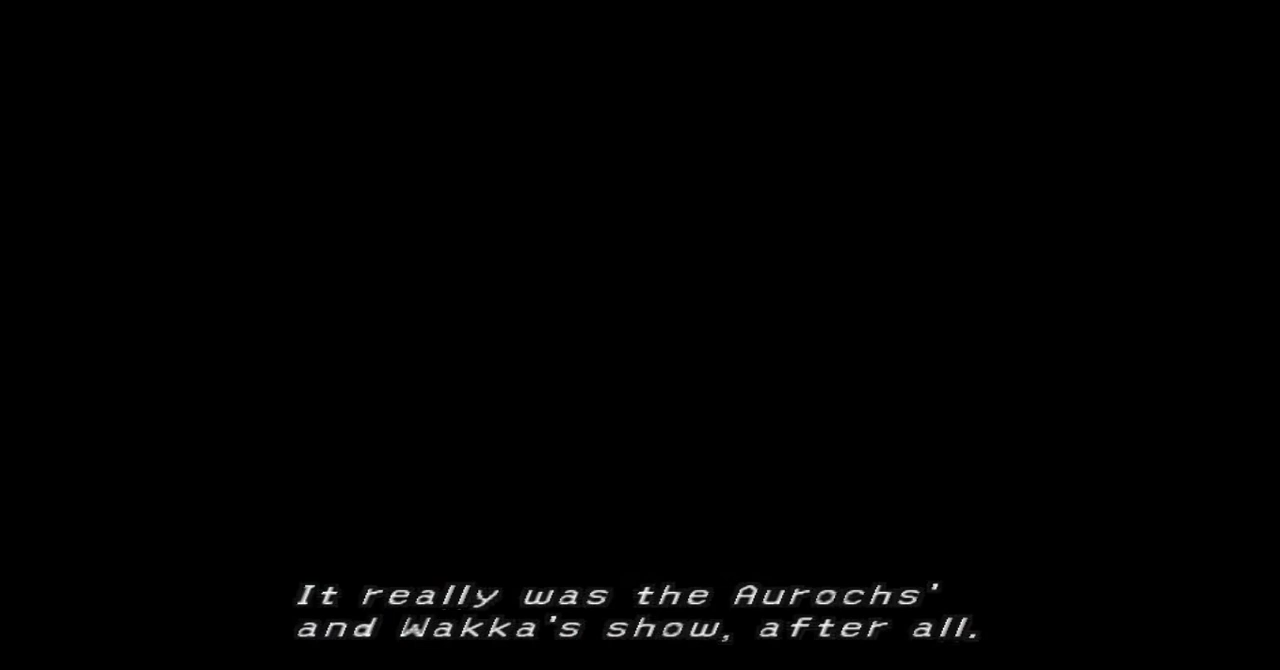 It really was the Aurochs'
and Wakka's show, after all.